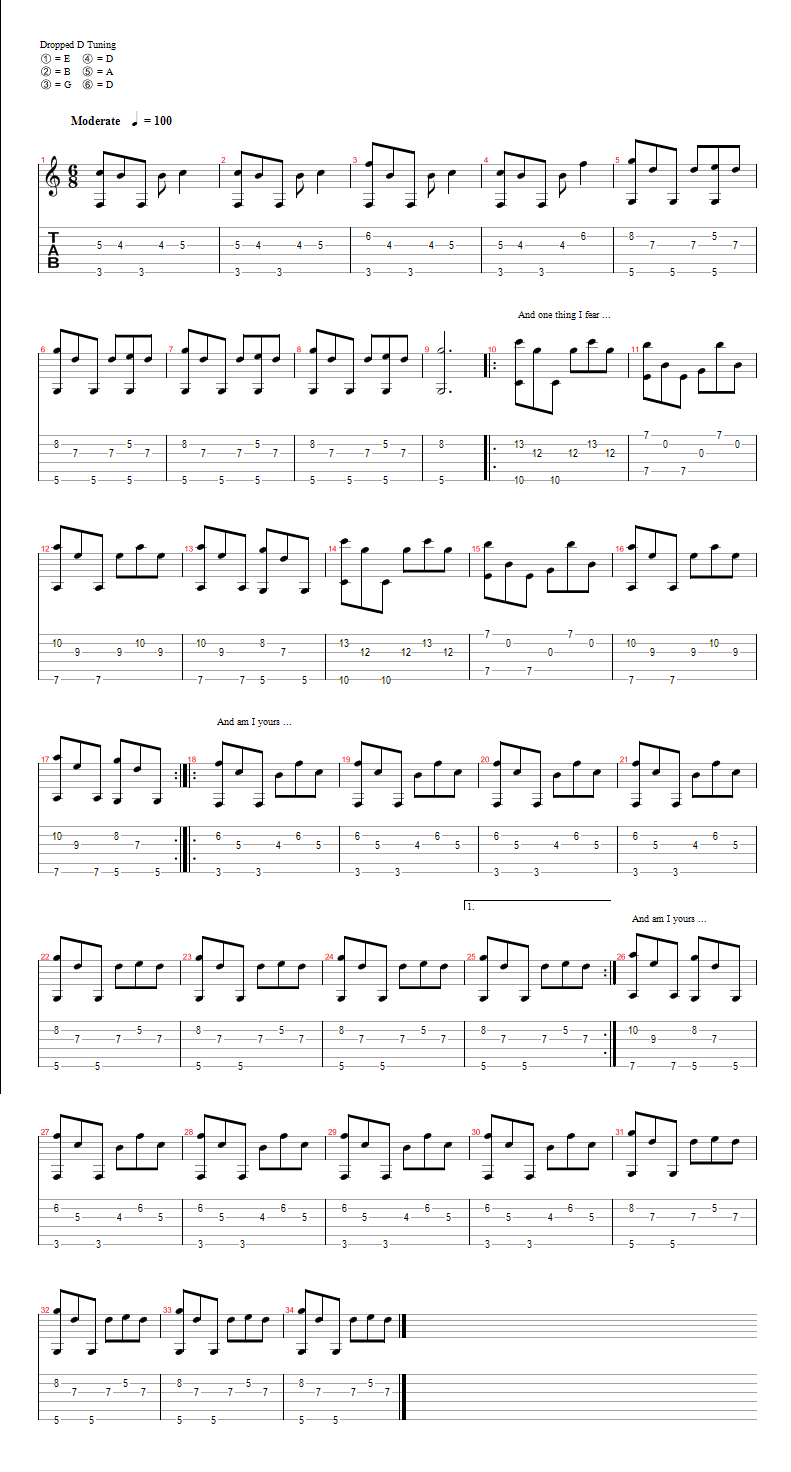 Dropped D Tuning
① = E ④ = D
② = B ⑤ = A
③ = G ⑥ = D
Moderate ♩ = 100
1 2 3 4 5
6
8
T
A
B
6 6 8 5
5 4 4 5 5 4 4 5 4 4 5 5 4 4 7 7 7
3 3 3 3 3 3 3 3 5 5 5
And one thing I fear ...
6 7 8 9 10 11
7 7
8 5 8 5 8 5 8 13 13 0 0
7 7 7 7 7 7 7 7 7 12 12 12 0
7 7
5 5 5 5 5 5 5 5 5 5 10 10
12 13 14 15 16
7 7
10 10 10 8 13 13 0 0 10 10
9 9 9 9 7 12 12 12 0 9 9 9
7 7
7 7 7 7 5 5 10 10 7 7
And am I yours ...
17 18 19 20 21
10 8 6 6 6 6 6 6 6 6
9 7 5 4 5 5 4 5 5 4 5 5 4 5
7 7 5 5 3 3 3 3 3 3 3 3
1.
And am I yours ...
22 23 24 25 26
8 5 8 5 8 5 8 5 10 8
7 7 7 7 7 7 7 7 7 7 7 7 9 7
5 5 5 5 5 5 5 5 7 7 5 5
27 28 29 30 31
6 6 6 6 6 6 6 6 8 5
5 4 5 5 4 5 5 4 5 5 4 5 7 7 7
3 3 3 3 3 3 3 3 5 5
32 33 34
8 5 8 5 8 5
7 7 7 7 7 7 7 7 7
5 5 5 5 5 5